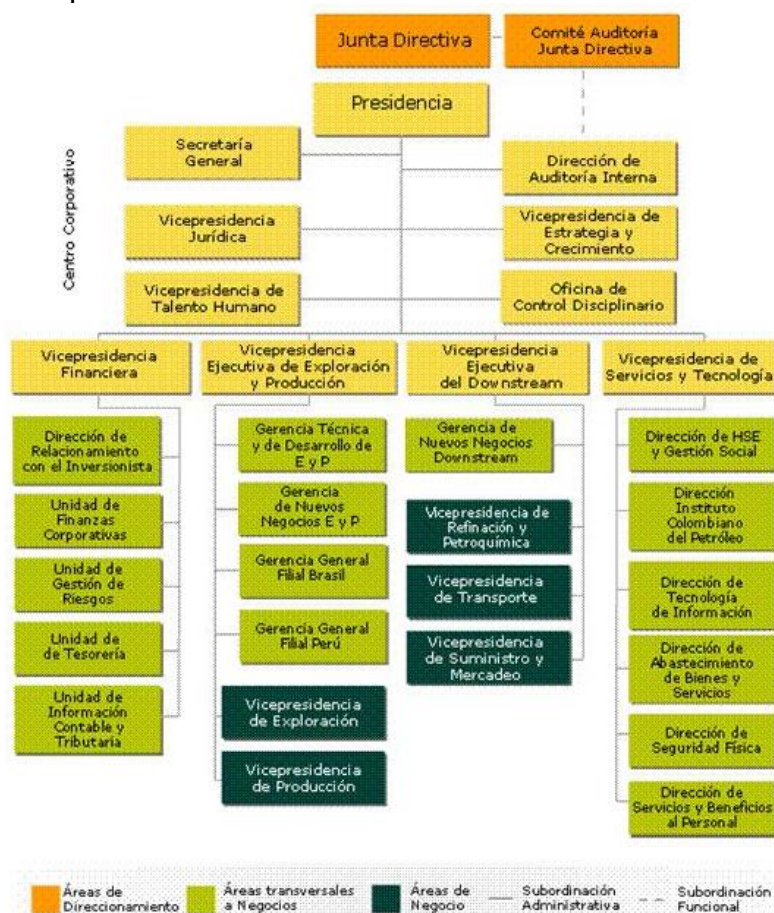 Junta Directiva
Comité Auditoría
Junta Directiva
Presidencia
Centro Corporativo
Secretaría
General
Dirección de
Auditoría Interna
Vicepresidencia
Jurídica
Vicepresidencia de
Estrategia y
Crecimiento
Vicepresidencia de
Talento Humano
Oficina de
Control Disciplinario
Vicepresidencia
Financiera
Vicepresidencia
Ejecutiva de Exploración
y Producción
Vicepresidencia
Ejecutiva
del Downstream
Vicepresidencia de
Servicios y Tecnología
Dirección de
Relacionamiento
con el Inversionista
Unidad de
Finanzas
Corporativas
Unidad de
Gestión de
Riesgos
Unidad de
de Tesorería
Unidad de
Información
Contable y
Tributaria
Gerencia Técnica
y de Desarrollo de
E y P
Gerencia
de Nuevos
Negocios E y P
Gerencia General
Filial Brasil
Gerencia General
Filial Perú
Vicepresidencia
de Exploración
Vicepresidencia
de Producción
Gerencia de
Nuevos Negocios
Downstream
Vicepresidencia de
Refinación y
Petroquímica
Vicepresidencia
de Transporte
Vicepresidencia
de Suministro y
Mercadeo
Dirección de HSE
y Gestión Social
Dirección
Instituto
Colombiano
del Petróleo
Dirección de
Tecnología
de Información
Dirección de
Abastecimiento
de Bienes y
Servicios
Dirección de
Seguridad Física
Dirección de
Servicios y Beneficios
al Personal
Áreas de
Direccionamiento
Áreas transversales
a Negocios
Áreas de
Negocio
Subordinación
Administrativa
Subordinación
Funcional